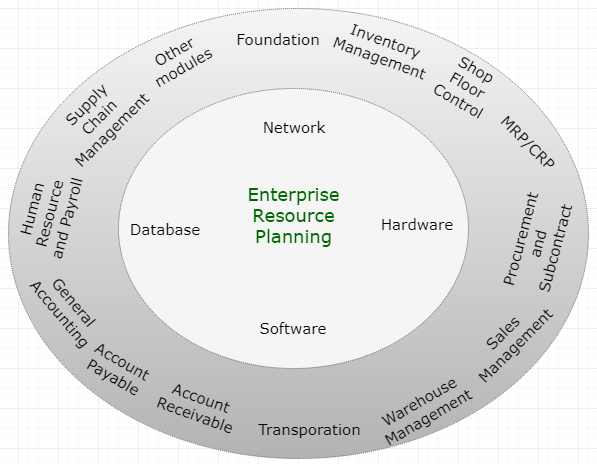 Foundation
Inventory
Management
Shop
Floor
Control
MRP/CRP
Procurement
and
Subcontract
Sales
Management
Warehouse
Management
Transporation
Account
Receivable
Account
Payable
General
Accounting
Human
Resource
and Payroll
Supply
Chain
Management
Other
modules
Network
Enterprise
Resource
Planning
Database
Hardware
Software